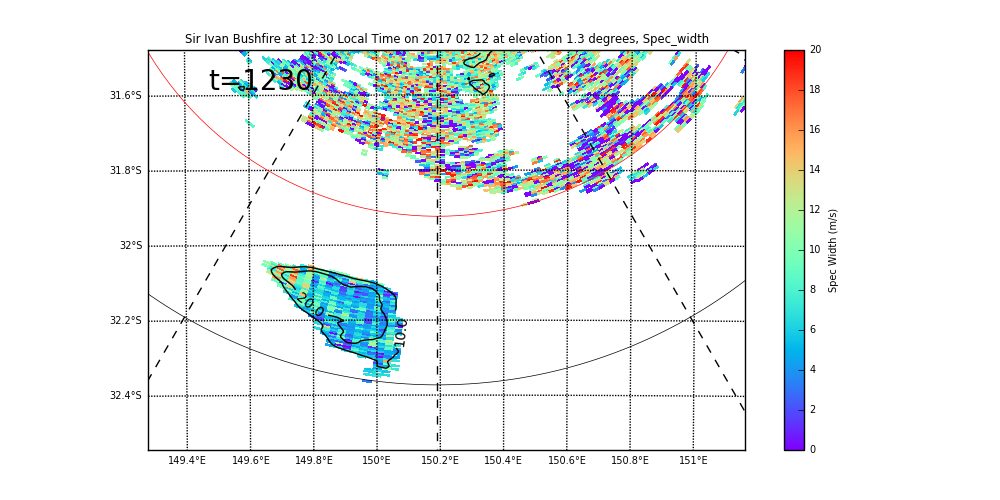 Sir Ivan Bushfire at 12:30 Local Time on 2017 02 12 at elevation 1.3 degrees, Spec_width
t=1230
31.6°S
31.8°S
32°S
32.2°S
32.4°S
20.0
10.0
149.4°E 149.6°E 149.8°E 150°E 150.2°E 150.4°E 150.6°E 150.8°E 151°E
20
18
16
14
12
10
8
6
4
2
0
Spec Width (m/s)